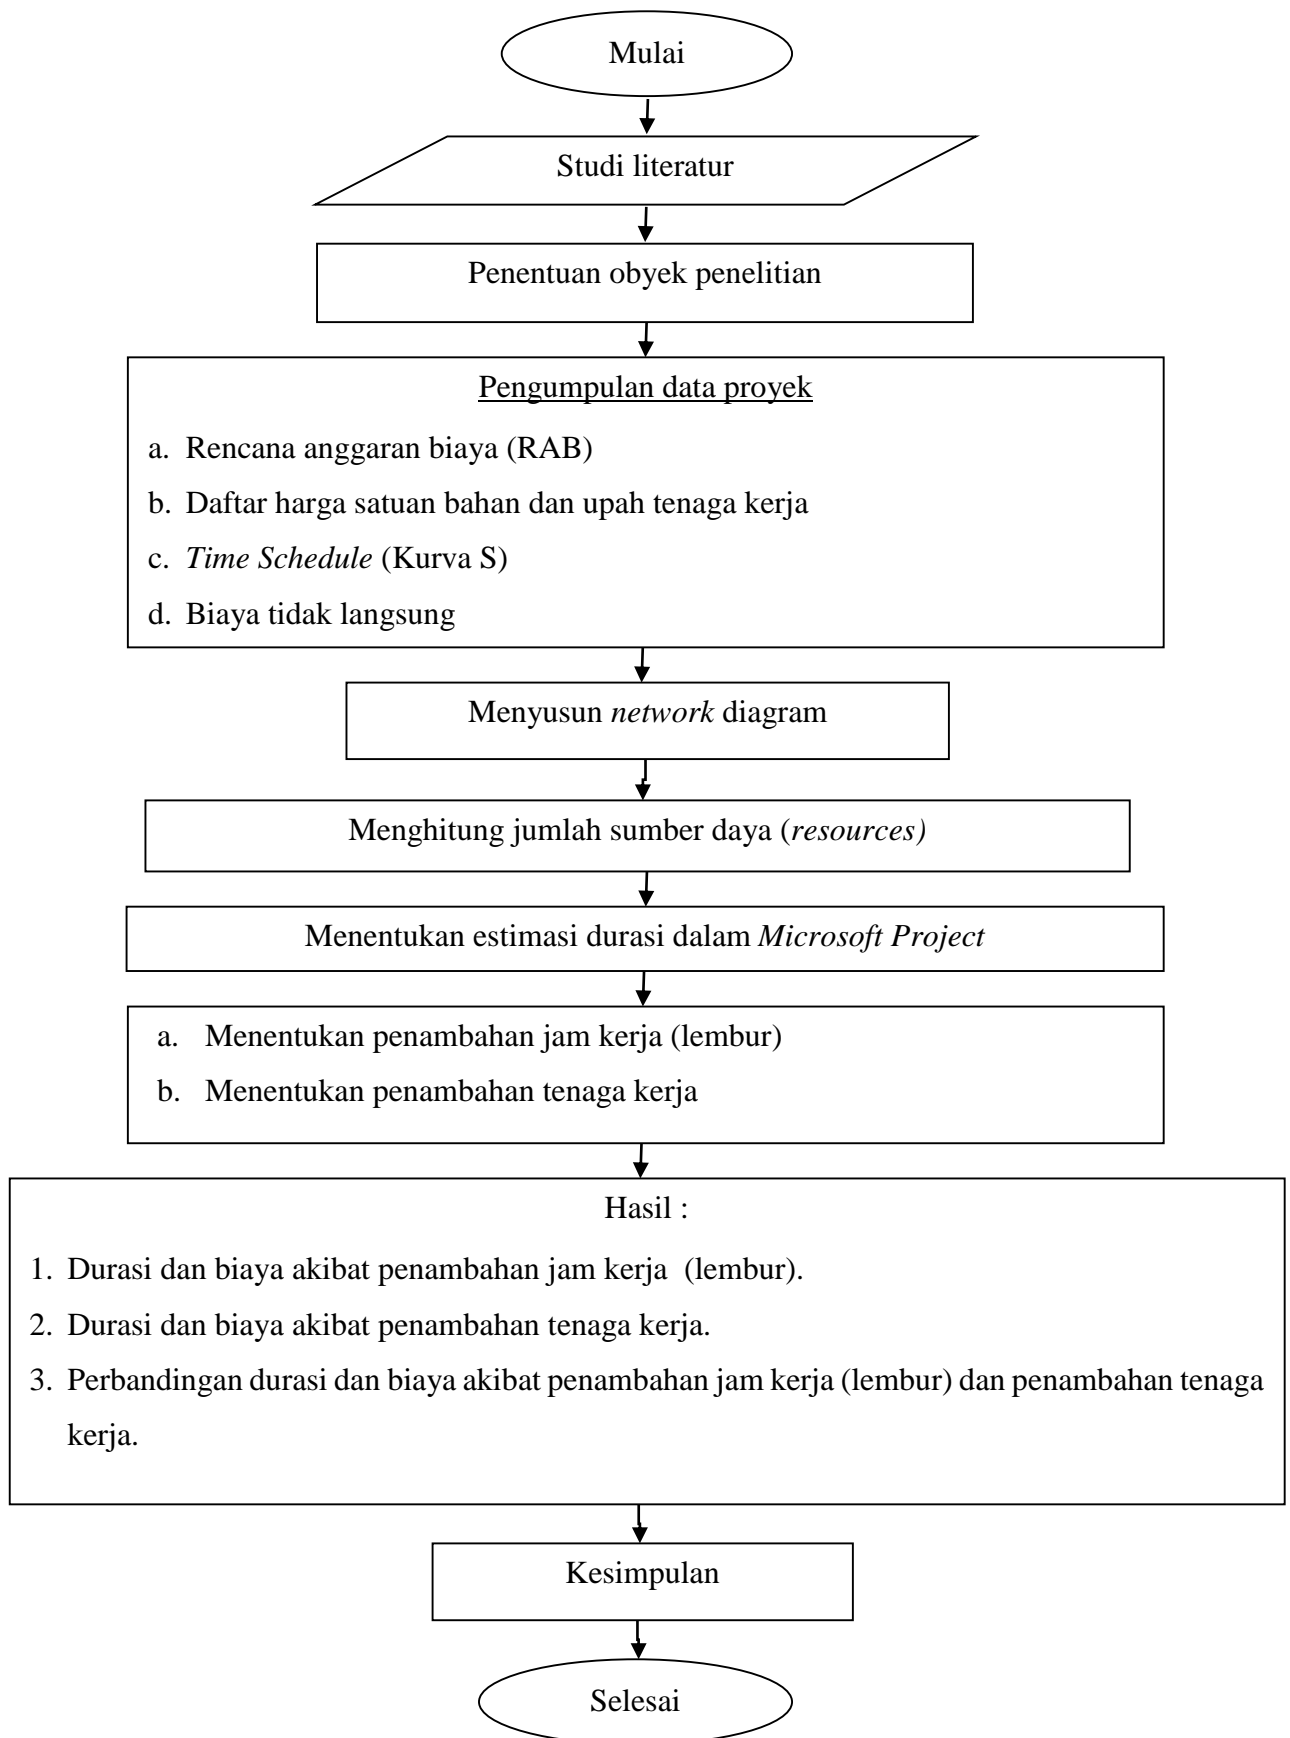 Mulai
Studi literatur
Penentuan obyek penelitian
Pengumpulan data proyek
a. Rencana anggaran biaya (RAB)
b. Daftar harga satuan bahan dan upah tenaga kerja
c. Time Schedule (Kurva S)
d. Biaya tidak langsung
Menyusun network diagram
Menghitung jumlah sumber daya (resources)
Menentukan estimasi durasi dalam Microsoft Project
a. Menentukan penambahan jam kerja (lembur)
b. Menentukan penambahan tenaga kerja
Hasil :
1. Durasi dan biaya akibat penambahan jam kerja  (lembur).
2. Durasi dan biaya akibat penambahan tenaga kerja.
3. Perbandingan durasi dan biaya akibat penambahan jam kerja (lembur) dan penambahan tenaga
kerja.
Kesimpulan
Selesai